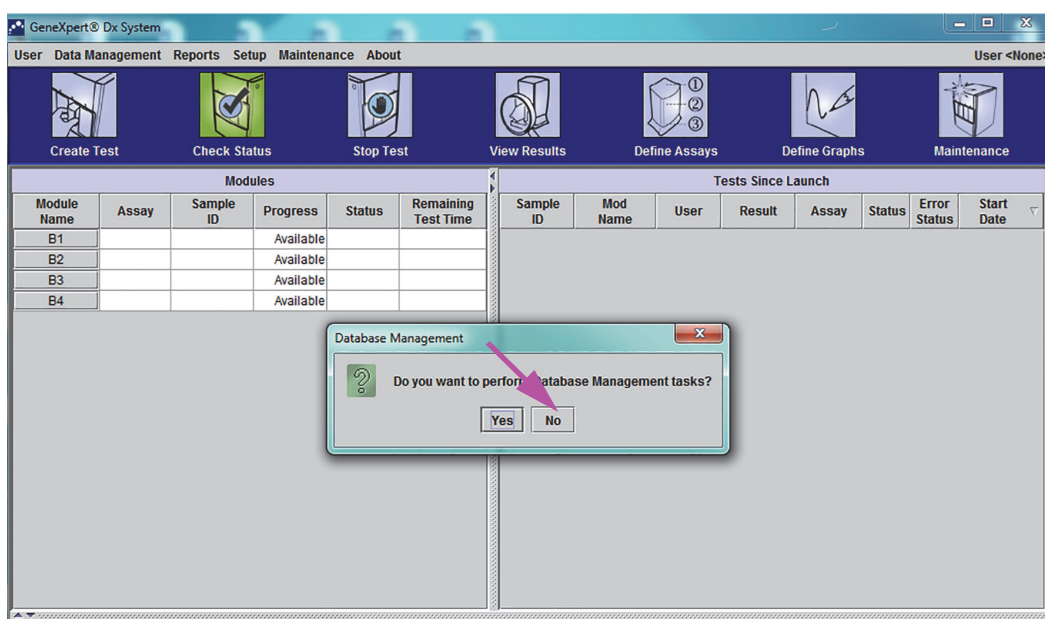 GeneXpert® Dx System
User Data Management Reports Setup Maintenance About User <None>
Create Test Check Status Stop Test View Results Define Assays Define Graphs Maintenance
① ② ③
Modules
Module Name Assay Sample ID Progress Status Remaining Test Time
B1 Available
B2 Available
B3 Available
B4 Available
Tests Since Launch
Sample ID Mod Name User Result Assay Status Error Status Start Date
Database Management
Do you want to perform Database Management tasks?
Yes No